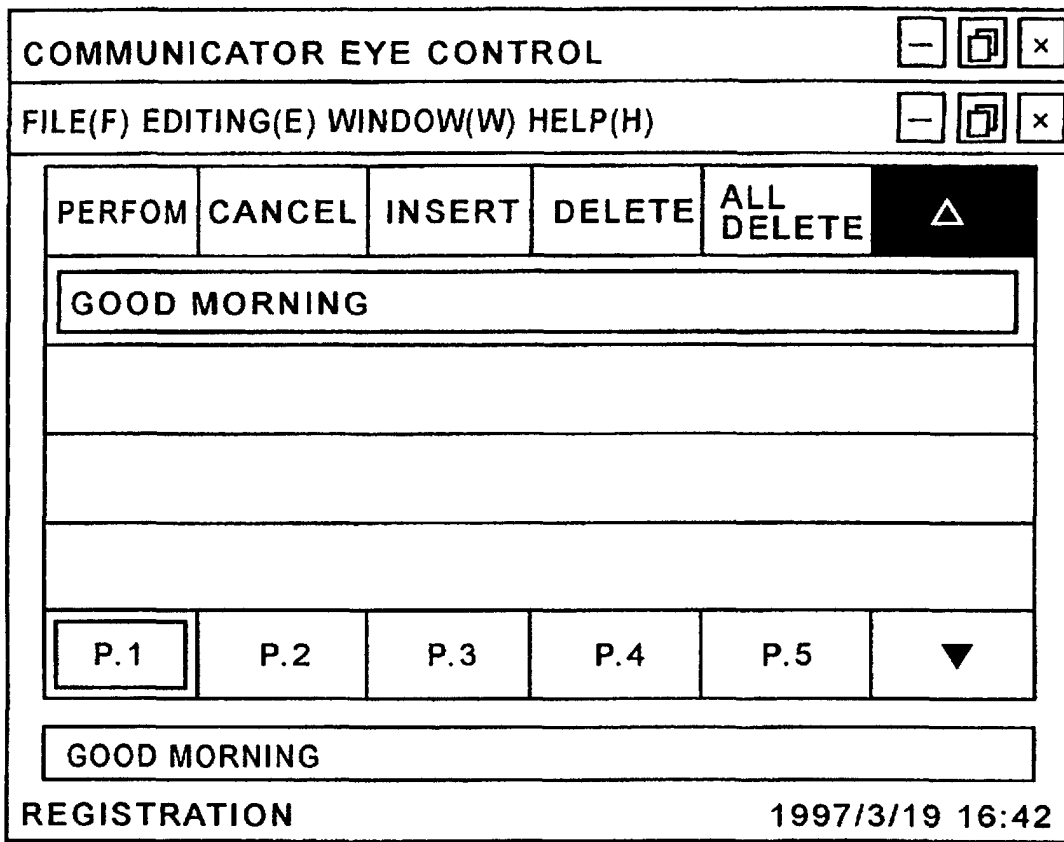 COMMUNICATOR EYE CONTROL
FILE(F) EDITING(E) WINDOW(W) HELP(H)
PERFOM CANCEL INSERT DELETE ALL DELETE △
GOOD MORNING
P.1 P.2 P.3 P.4 P.5 ▼
GOOD MORNING
REGISTRATION 1997/3/19 16:42